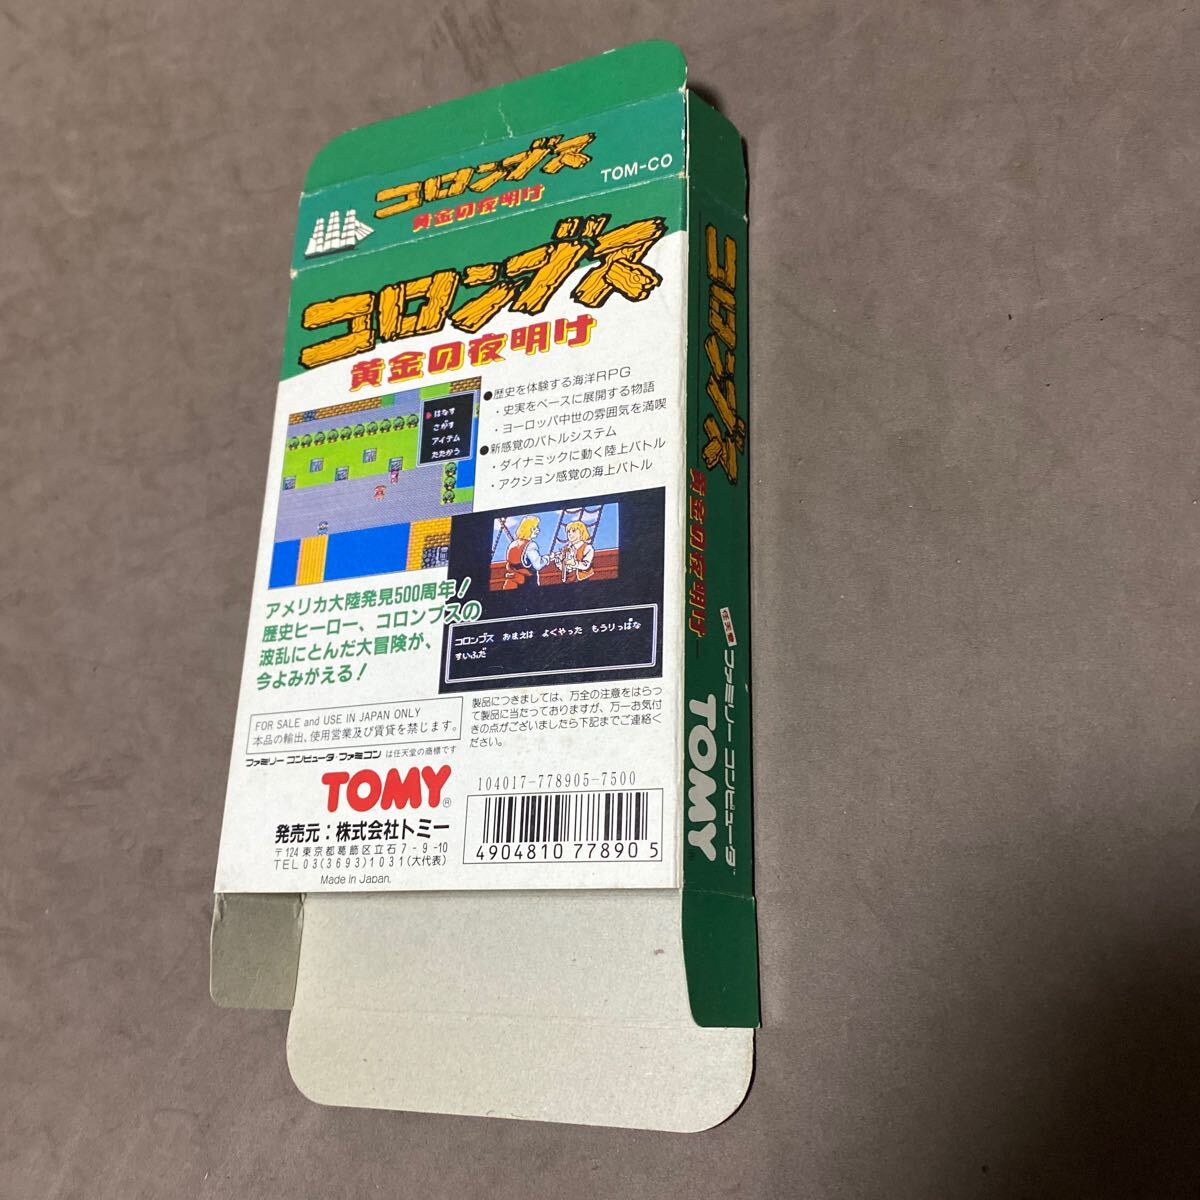 コロンブス
黄金の夜明け
TOM-CO
コロンブス
黄金の夜明け
●歴史を体験する海洋RPG
・史実をベースに展開する物語
・ヨーロッパ中世の雰囲気を満喫
●新感覚のバトルシステム
・ダイナミックに動く陸上バトル
・アクション感覚の海上バトル
はなす
さがす
アイテム
たたかう
アメリカ大陸発見500周年!
歴史ヒーロー、コロンブスの
波乱にとんだ大冒険が、
今よみがえる!
コロンブス おまえは よくやった もうりっぱな
すいふだ
FOR SALE and USE IN JAPAN ONLY
本品の輸出、使用営業及び賃貸を禁じます。
ファミリーコンピュータ・ファミコン は任天堂の商標です
製品につきましては、万全の注意をはらっ
て製品に当たっておりますが、万一お気付
きの点がございましたら下記までご連絡く
ださい。
TOMY®
発売元：株式会社トミー
〒124 東京都葛飾区立石7-9-10
TEL 03(3693)1031(大代表)
Made in Japan.
104017-778905-7500
4904810 778905
コロンブス
黄金の夜明け
任天堂 ファミリーコンピュータ™
TOMY®